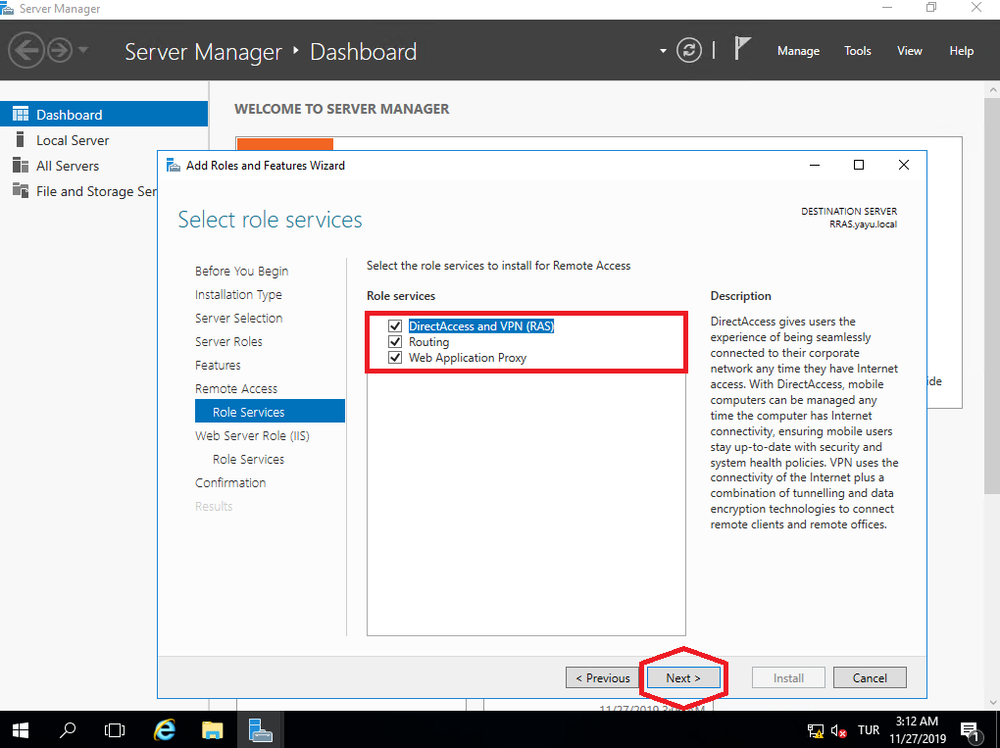 Server Manager
Server Manager • Dashboard
Manage Tools View Help
Dashboard
Local Server
All Servers
File and Storage Ser
WELCOME TO SERVER MANAGER
Add Roles and Features Wizard
Select role services
DESTINATION SERVER
RRAS.yayu.local
Before You Begin
Installation Type
Server Selection
Server Roles
Features
Remote Access
Role Services
Web Server Role (IIS)
Role Services
Confirmation
Results
Select the role services to install for Remote Access
Role services
DirectAccess and VPN (RAS)
Routing
Web Application Proxy
Description
DirectAccess gives users the
experience of being seamlessly
connected to their corporate
network any time they have Internet
access. With DirectAccess, mobile
computers can be managed any
time the computer has Internet
connectivity, ensuring mobile users
stay up-to-date with security and
system health policies. VPN uses the
connectivity of the Internet plus a
combination of tunnelling and data
encryption technologies to connect
remote clients and remote offices.
ide
< Previous Next > Install Cancel
11/27/2019
TUR
3:12 AM
11/27/2019
1